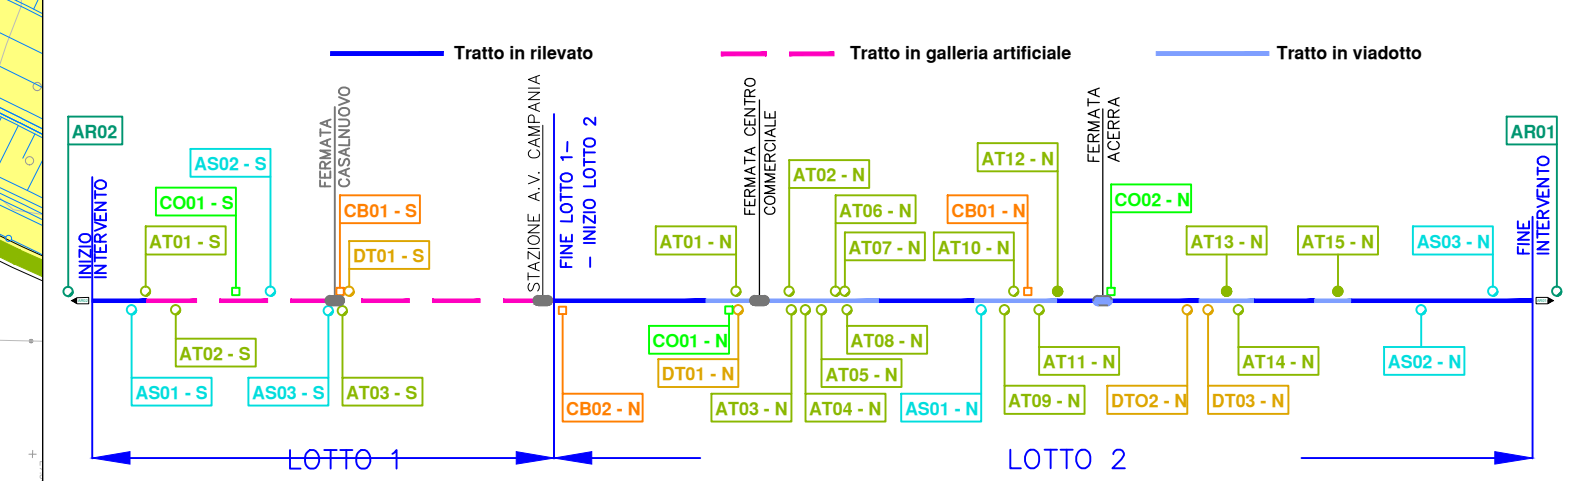 Tratto in rilevato
Tratto in galleria artificiale
Tratto in viadotto
AR02
INIZIO
INTERVENTO
AS02 - S
CO01 - S
AT01 - S
FERMATA
CASALNUOVO
CB01 - S
DT01 - S
STAZIONE A.V. CAMPANIA
FINE LOTTO 1-
- INIZIO LOTTO 2
FERMATA CENTRO
COMMERCIALE
AT01 - N
AT02 - N
AT06 - N
AT07 - N
AT12 - N
CB01 - N
AT10 - N
FERMATA
ACERRA
CO02 - N
AT13 - N
AT15 - N
AS03 - N
AR01
FINE
INTERVENTO
AT02 - S
AS01 - S
AS03 - S
AT03 - S
CB02 - N
CO01 - N
DT01 - N
AT03 - N
AT08 - N
AT05 - N
AT04 - N
AS01 - N
AT11 - N
AT09 - N
DTO2 - N
DT03 - N
AT14 - N
AS02 - N
LOTTO 1
LOTTO 2